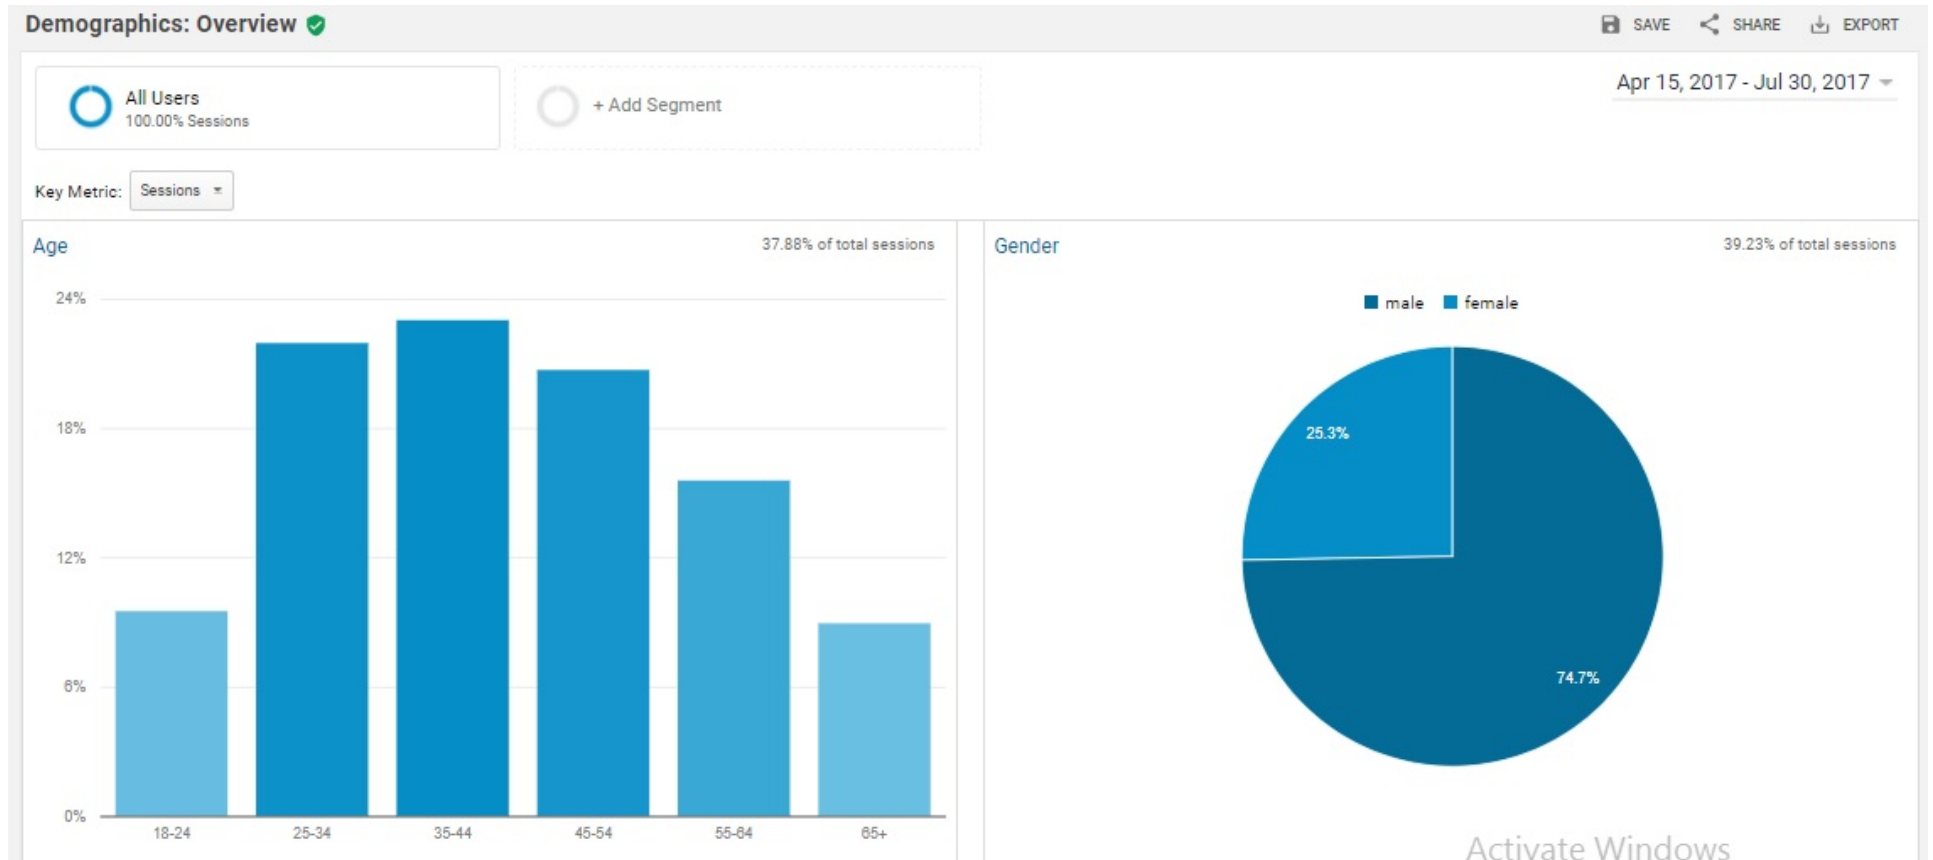 Demographics: Overview
SAVE
SHARE
EXPORT
All Users
100.00% Sessions
+ Add Segment
Apr 15, 2017 - Jul 30, 2017
Key Metric:
Sessions
Age
37.88% of total sessions
24%
18%
12%
6%
0%
18-24
25-34
35-44
45-54
55-64
65+
Gender
39.23% of total sessions
male
female
25.3%
74.7%
Activate Windows